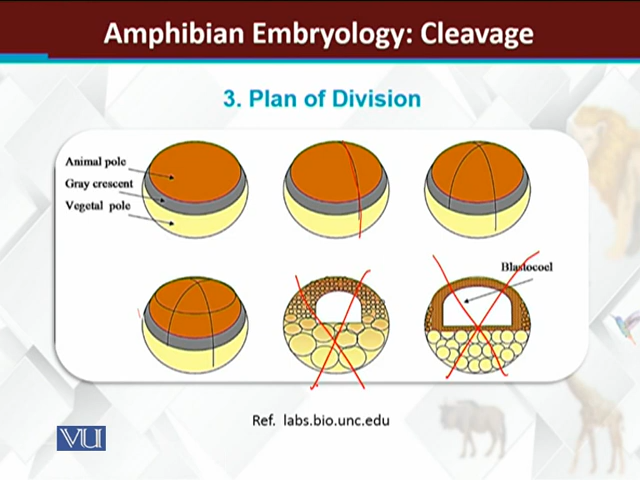 Amphibian Embryology: Cleavage
3. Plan of Division
Animal pole
Gray crescent
Vegetal pole
Blastocoel
Ref. labs.bio.unc.edu
VU